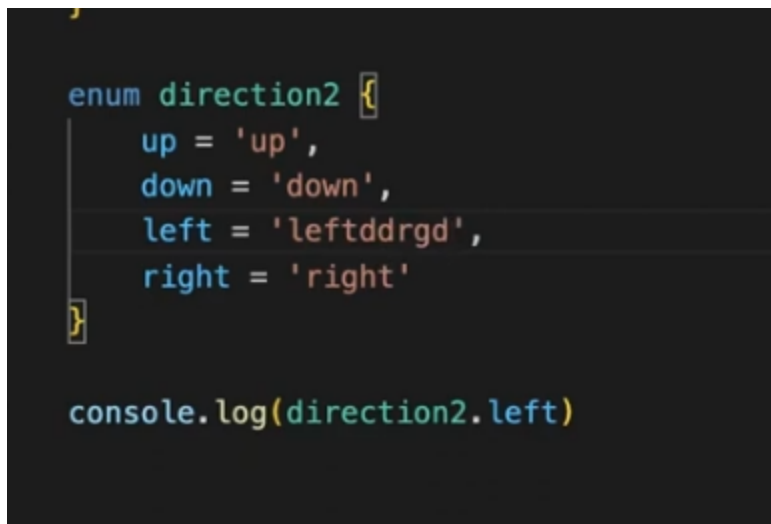 }
enum direction2 {
up = 'up',
down = 'down',
left = 'leftddrgd',
right = 'right'
}
console.log(direction2.left)